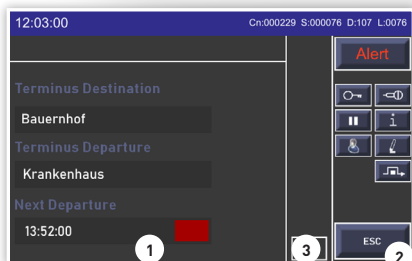 12:03:00 Cn:000229 S:000076 D:107 L:0076
Alert
Terminus Destination
Bauernhof
Terminus Departure
Krankenhaus
i
Next Departure
13:52:00
ESC
1
3
2